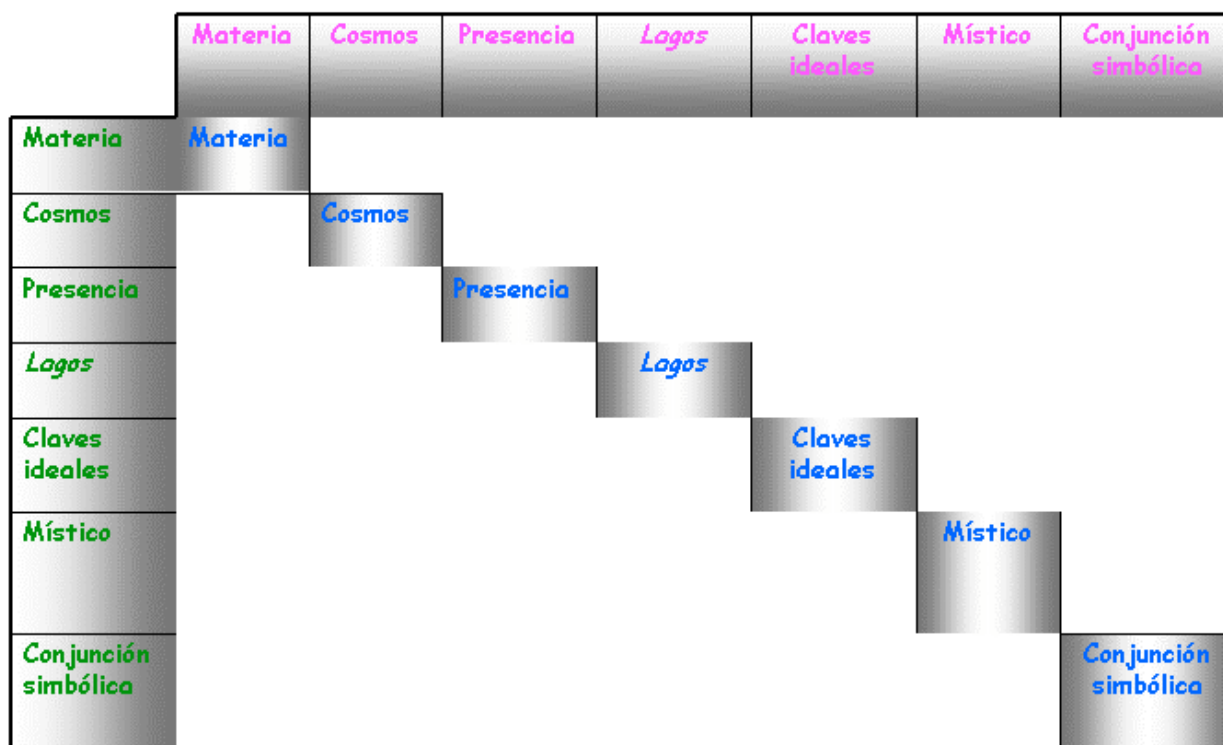 Materia Cosmos Presencia Lagos Claves Místico Conjunción
ideales simbólica
Materia Materia
Cosmos Cosmos
Presencia Presencia
Lagos Lagos
Claves Claves
ideales ideales
Místico Místico
Conjunción Conjunción
simbólica simbólica